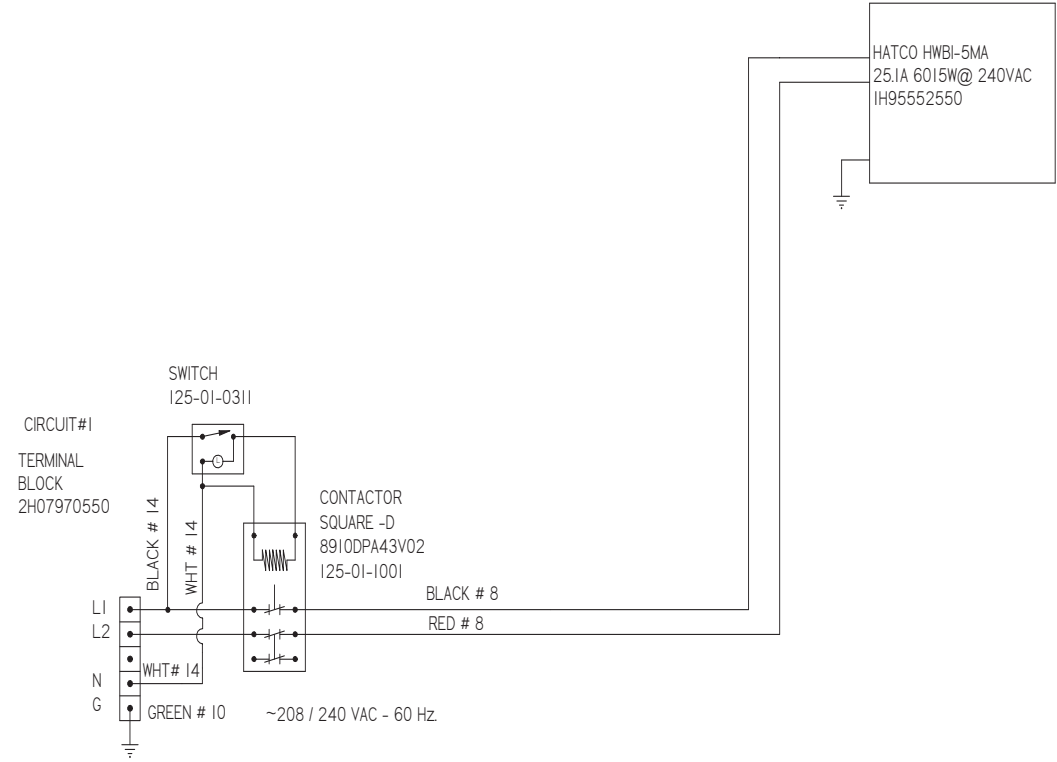 HATCO HWBI-5MA
25.1A 6015W@ 240VAC
1H95552550
SWITCH
125-01-0311
CIRCUIT#1
TERMINAL
BLOCK
2H07970550
BLACK # 14
WHT # 14
CONTACTOR
SQUARE -D
8910DPA43V02
125-01-1001
L
BLACK # 8
RED # 8
L1
L2
N
G
WHT# 14
GREEN # 10
~208 / 240 VAC - 60 Hz.